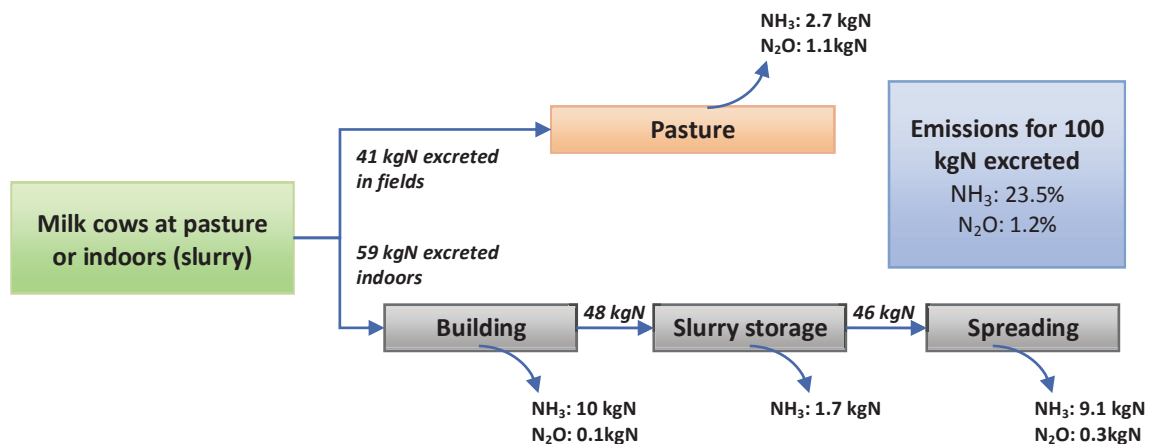 NH₃: 2.7 kgN
N₂O: 1.1kgN
Pasture
Emissions for 100
kgN excreted
NH₃: 23.5%
N₂O: 1.2%
41 kgN excreted
in fields
Milk cows at pasture
or indoors (slurry)
59 kgN excreted
indoors
Building
48 kgN
Slurry storage
46 kgN
Spreading
NH₃: 10 kgN
N₂O: 0.1kgN
NH₃: 1.7 kgN
NH₃: 9.1 kgN
N₂O: 0.3kgN